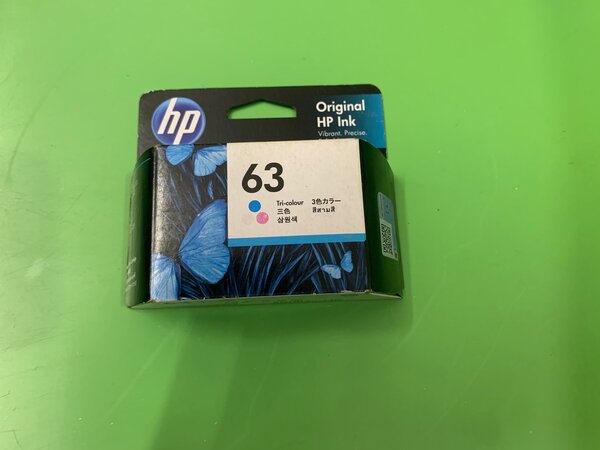 hp
Original
HP Ink
Vibrant. Precise.
63
Tri-colour 3色カラー
三色 สีสามสี
삼원색